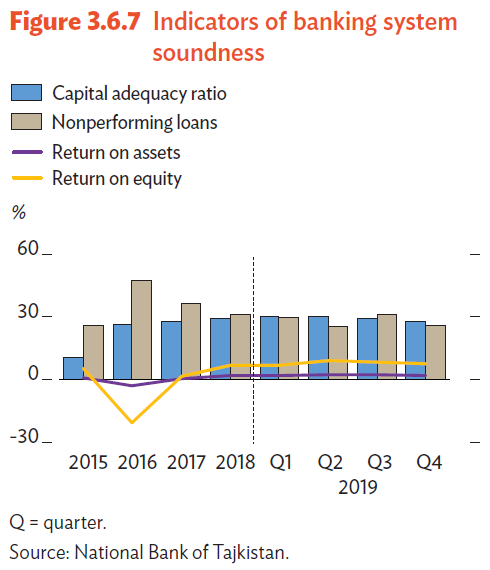 Figure 3.6.7 Indicators of banking system
soundness
Capital adequacy ratio
Nonperforming loans
Return on assets
Return on equity
%
60
30
0
–30
2015 2016 2017 2018 Q1 Q2 Q3 Q4
2019
Q = quarter.
Source: National Bank of Tajkistan.